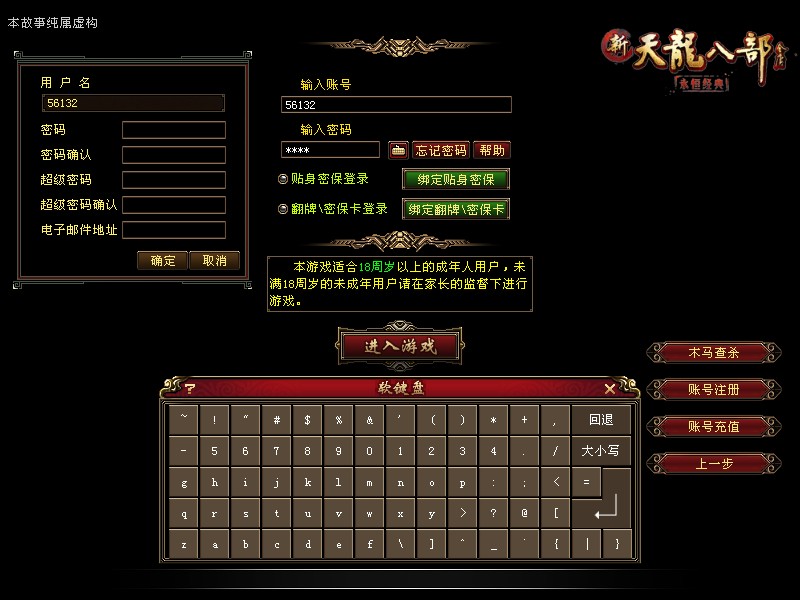 本故事纯属虚构
新天龍八部
永恒经典
用 户 名
56132
密码
密码确认
超级密码
超级密码确认
电子邮件地址
确定 取消
输入账号
56132
输入密码
****
忘记密码 帮助
贴身密保登录 绑定贴身密保
翻牌\密保卡登录 绑定翻牌\密保卡
本游戏适合18周岁以上的成年人用户，未
满18周岁的未成年用户请在家长的监督下进行
游戏。
进入游戏
木马查杀
账号注册
账号充值
上一步
? 软键盘 X
~ ! " # $ % & ' ( ) * + , 回退
- 5 6 7 8 9 0 1 2 3 4 . / 大小写
g h i j k l m n o p : ; < =
q r s t u v w x y > ? @ [
z a b c d e f \ ] ^ _ ` { | }